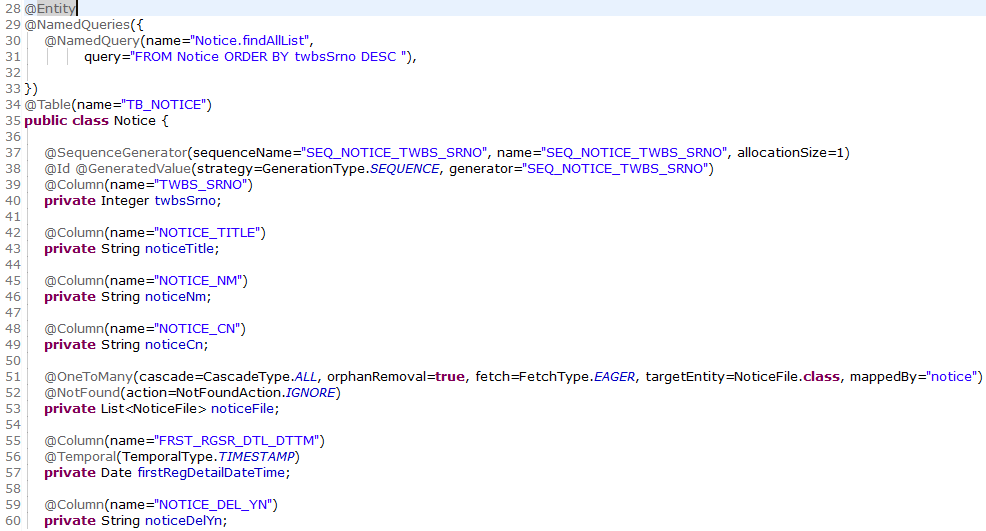 28 @Entity
29 @NamedQueries({
30     @NamedQuery(name="Notice.findAllList",
31         query="FROM Notice ORDER BY twbsSrno DESC "),
32
33 })
34 @Table(name="TB_NOTICE")
35 public class Notice {
36
37     @SequenceGenerator(sequenceName="SEQ_NOTICE_TWBS_SRNO", name="SEQ_NOTICE_TWBS_SRNO", allocationSize=1)
38     @Id @GeneratedValue(strategy=GenerationType.SEQUENCE, generator="SEQ_NOTICE_TWBS_SRNO")
39     @Column(name="TWBS_SRNO")
40     private Integer twbsSrno;
41
42     @Column(name="NOTICE_TITLE")
43     private String noticeTitle;
44
45     @Column(name="NOTICE_NM")
46     private String noticeNm;
47
48     @Column(name="NOTICE_CN")
49     private String noticeCn;
50
51     @OneToMany(cascade=CascadeType.ALL, orphanRemoval=true, fetch=FetchType.EAGER, targetEntity=NoticeFile.class, mappedBy="notice")
52     @NotFound(action=NotFoundAction.IGNORE)
53     private List<NoticeFile> noticeFile;
54
55     @Column(name="FRST_RGSR_DTL_DTTM")
56     @Temporal(TemporalType.TIMESTAMP)
57     private Date firstRegDetailDateTime;
58
59     @Column(name="NOTICE_DEL_YN")
60     private String noticeDelYn;